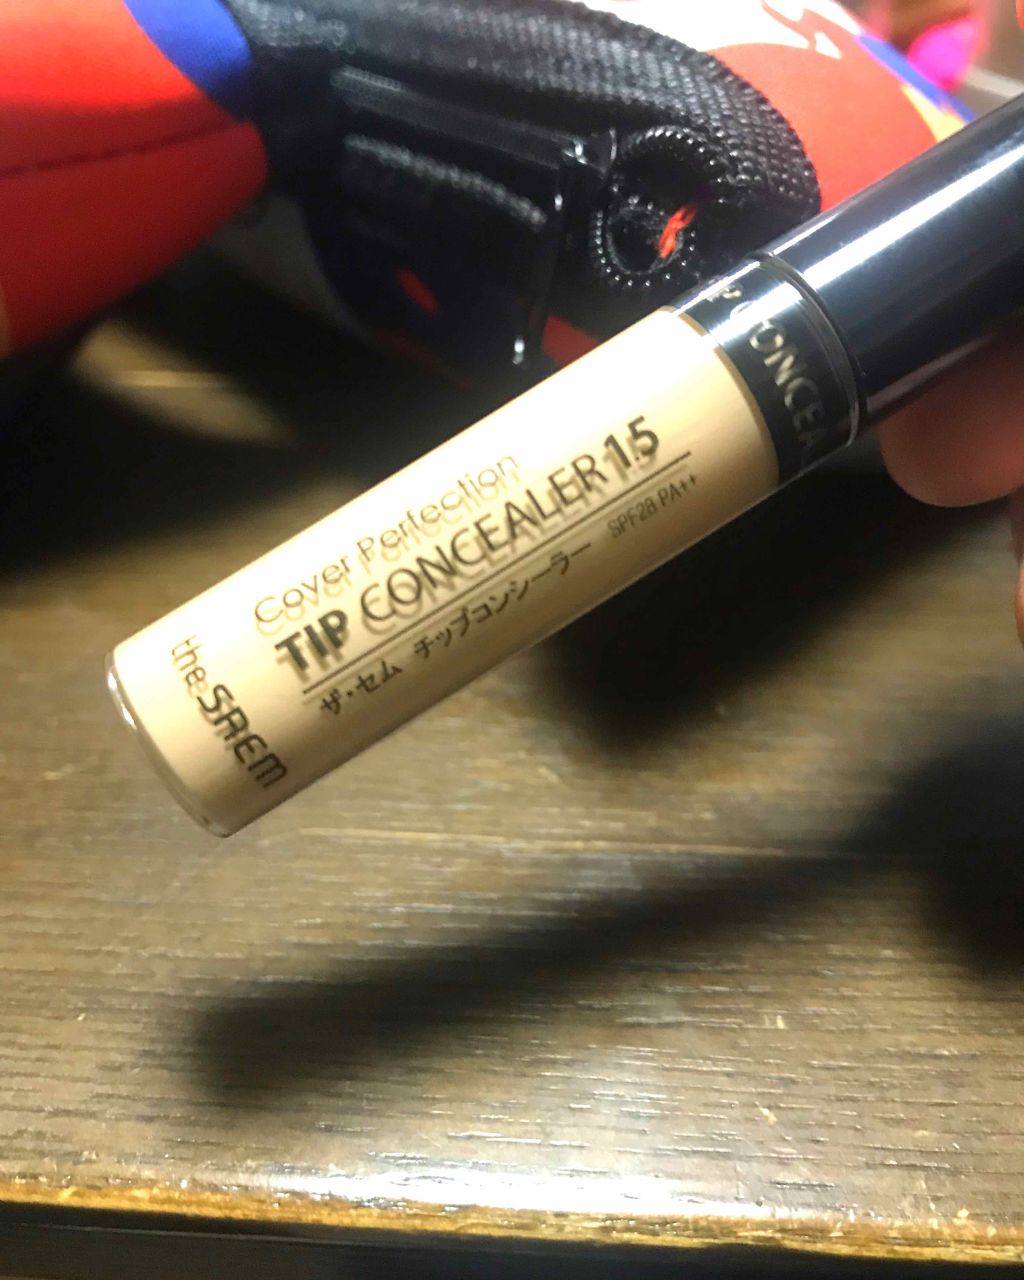 P CONCEA
Cover Perfection
TIP CONCEALER 1.5
ザ・セム チップコンシーラー SPF28 PA++
the SAEM